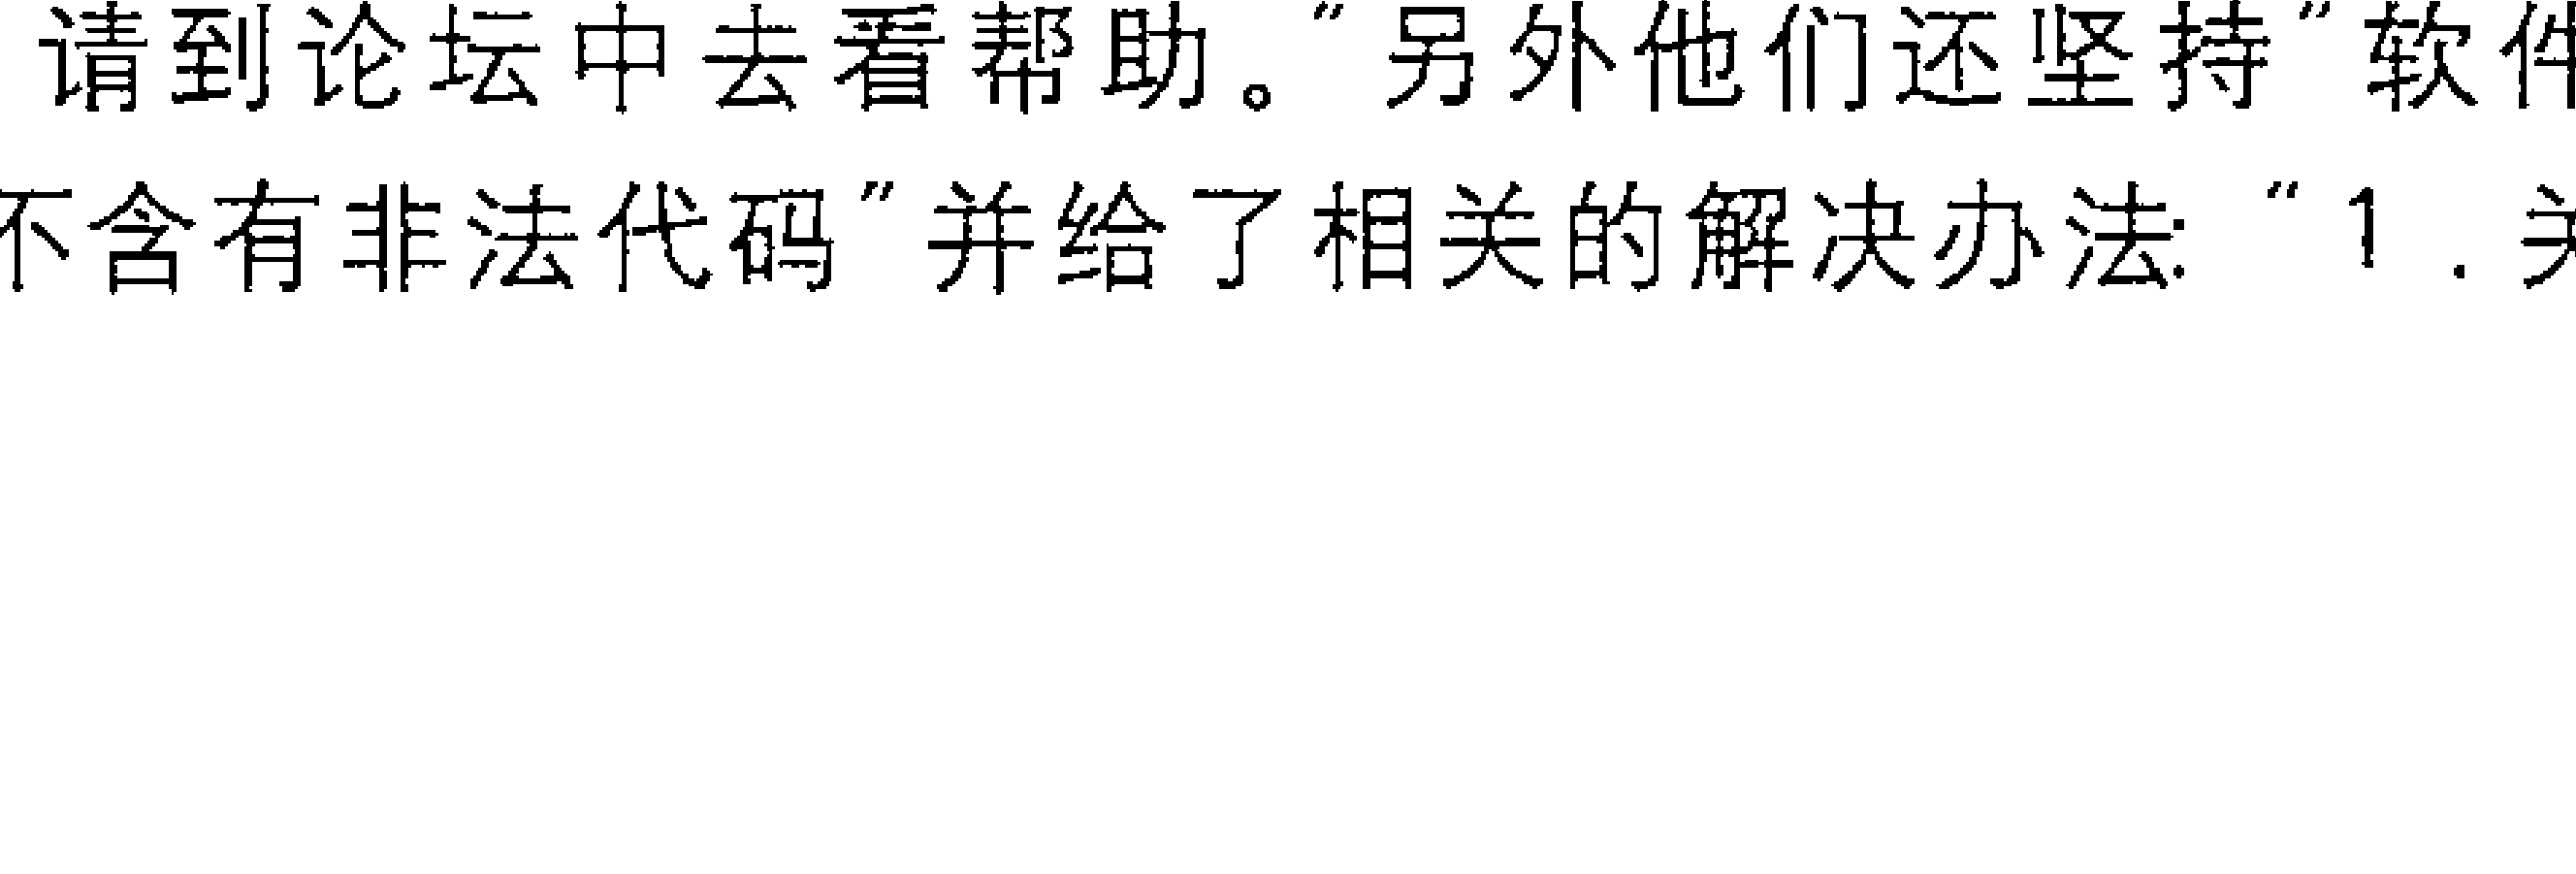 请到论坛中去看帮助。"另外他们还坚持"软件
不含有非法代码"并给了相关的解决办法:"1.关